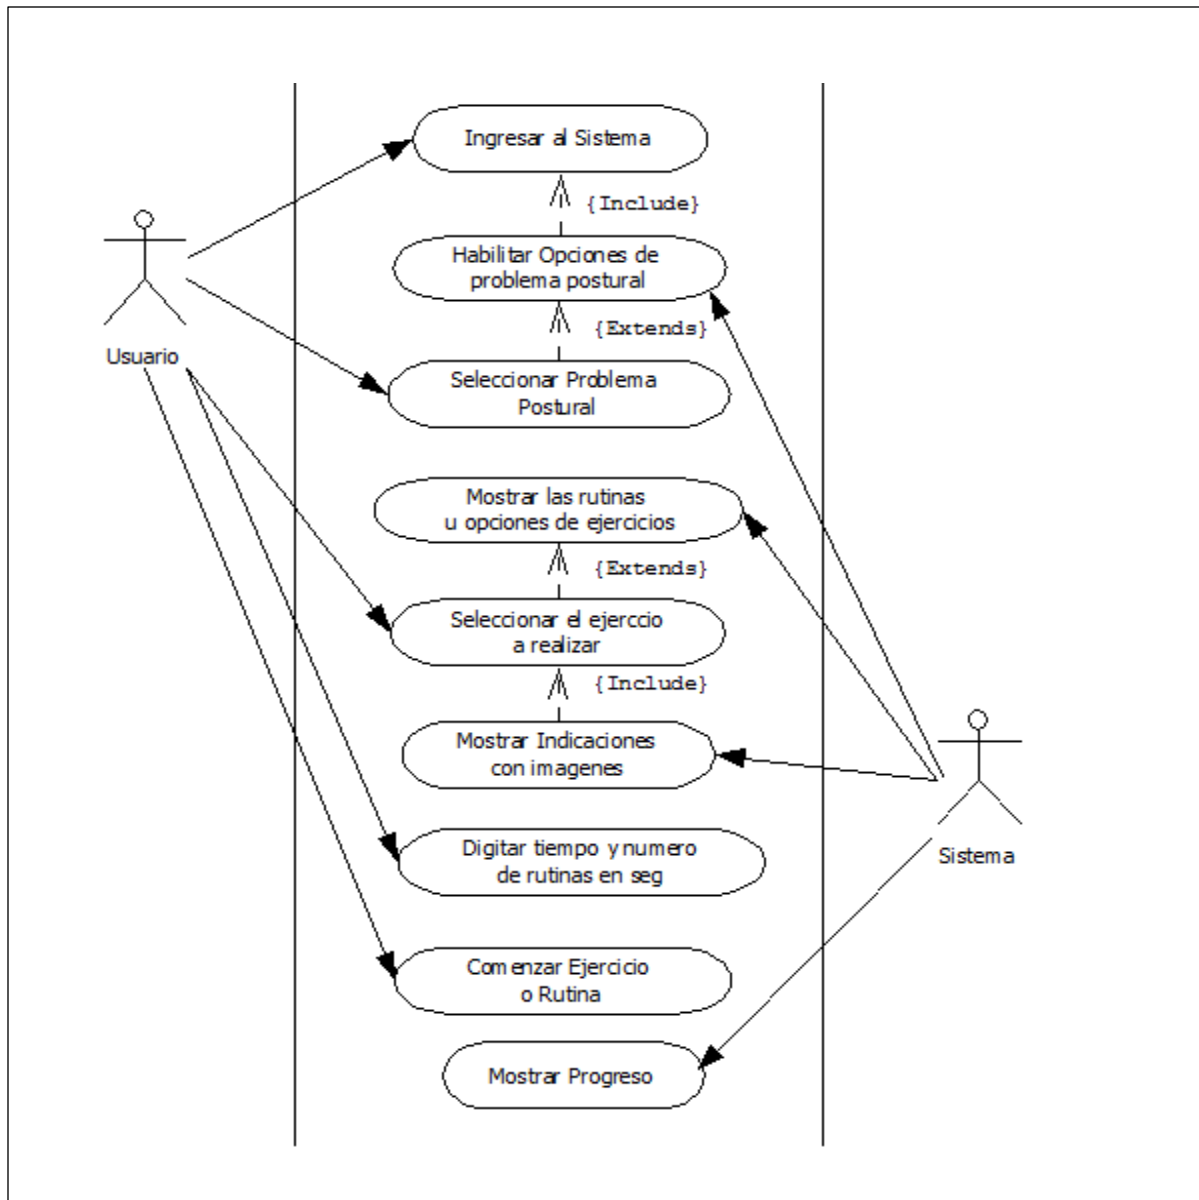 Ingresar al Sistema
{Include}
Habilitar Opciones de
problema postural
{Extends}
Usuario
Seleccionar Problema
Postural
Mostrar las rutinas
u opciones de ejercicios
{Extends}
Seleccionar el ejerccio
a realizar
{Include}
Mostrar Indicaciones
con imagenes
Digitar tiempo y numero
de rutinas en seg
Sistema
Comenzar Ejercicio
o Rutina
Mostrar Progreso